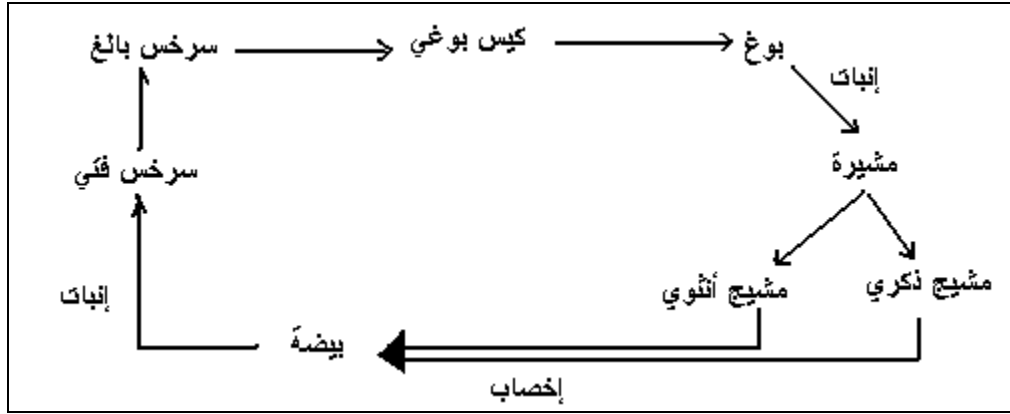 سرخس بالغ
كيس بوغي
بوغ
إنبات
مشيرة
مشيج ذكري
مشيج أنثوي
إخصاب
بيضة
إنبات
سرخس فتي